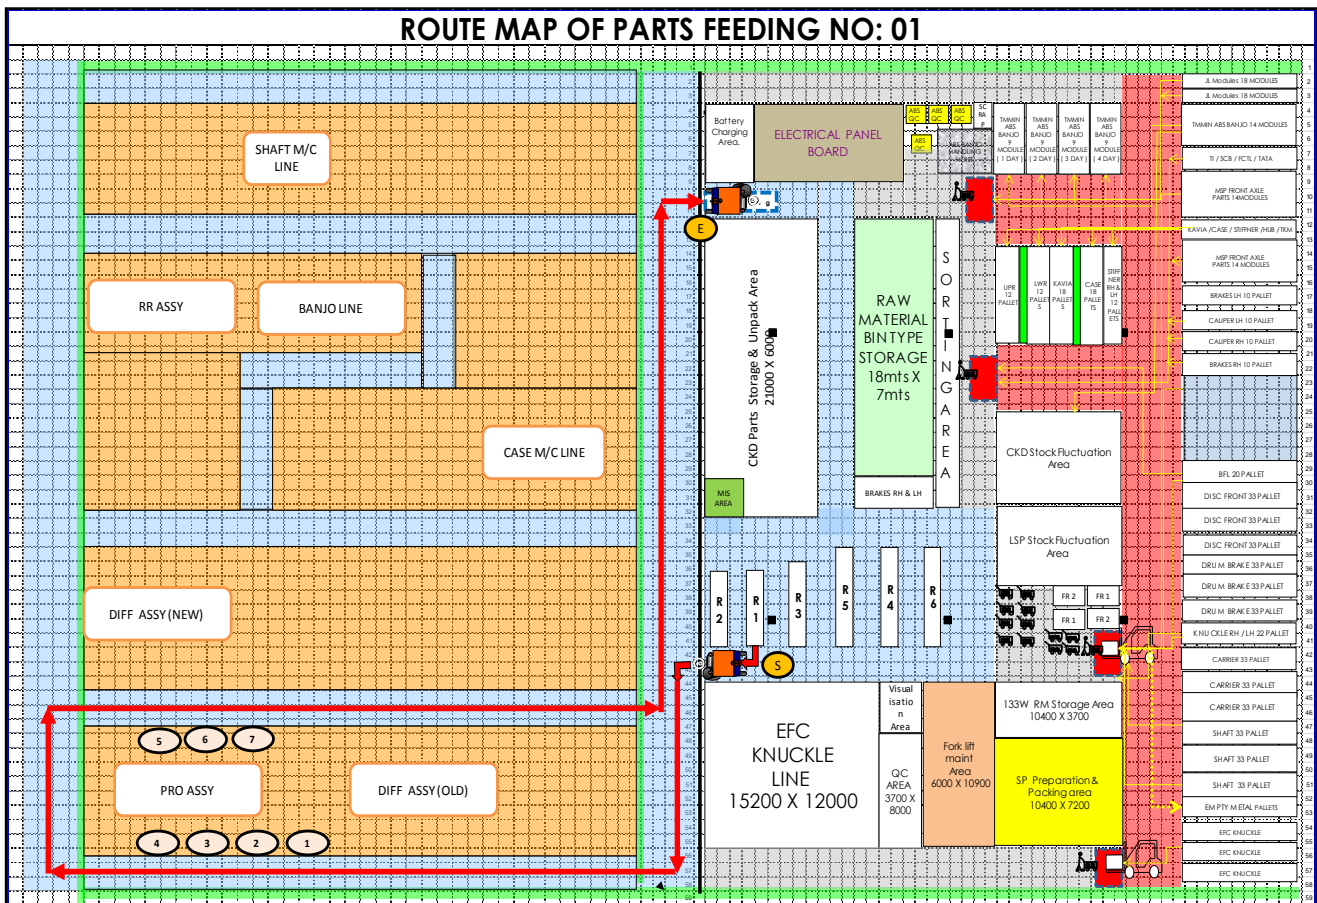 ROUTE MAP OF PARTS FEEDING NO: 01
SHAFT M/C
LINE
RR ASSY
BANJO LINE
CASE M/C LINE
DIFF ASSY (NEW)
5
6
7
PRO ASSY
DIFF ASSY (OLD)
4
3
2
1
Battery
Charging
Area.
ELECTRICAL PANEL
BOARD
ABS
QC
ABS
QC
ABS
QC
ABS
QC
SC
RA
P
TMMIN
ABS
BANJO
9
MODULE
( 1 DAY )
TMMIN
ABS
BANJO
9
MODULE
( 2 DAY )
TMMIN
ABS
BANJO
9
MODULE
( 3 DAY )
TMMIN
ABS
BANJO
9
MODULE
( 4 DAY )
E
CKD Parts Storage & Unpack Area
21000 X 6000
MIS
AREA
RAW
MATERIAL
BIN TYPE
STORAGE
18mts X
7mts
BRAKES RH & LH
SORTING AREA
UPR
12
PALLET
LWR
12
PALLET
S
KAVIA
18
PALLET
S
CASE
18
PALLE
TS
STIFF
NER
RH &
LH 12
PALL
ETS
CKD Stock Fluctuation
Area
LSP Stock Fluctuation
Area
R
2
R
1
R3
R
5
R
4
R
6
FR 2
FR 1
FR 1
FR 2
S
EFC
KNUCKLE
LINE
15200 X 12000
Visual
isatio
n
Area
QC
AREA
3700 X
8000
Fork lift
maint
Area
6000 X 10900
133W RM Storage Area
10400 X 3700
SP Preparation &
Packing area
10400 X 7200
JL Modules 18 MODULES
JL Modules 18 MODULES
TMMIN ABS BANJO 14 MODULES
TI / SCB / FCTL / TATA
MSP FRONT AXLE
PARTS 14MODULES
KAVIA /CASE / STIFFNER /HUB / TKM
MSP FRONT AXLE
PARTS 14 MODULES
BRAKES LH 10 PALLET
CALIPER LH 10 PALLET
CALIPER RH 10 PALLET
BRAKES RH 10 PALLET
BFL 20 PALLET
DISC FRONT 33 PALLET
DISC FRONT 33 PALLET
DISC FRONT 33 PALLET
DRUM BRAKE 33 PALLET
DRUM BRAKE 33 PALLET
DRUM BRAKE 33 PALLET
KNUCKLE RH / LH 22 PALLET
CARRIER 33 PALLET
CARRIER 33 PALLET
CARRIER 33 PALLET
SHAFT 33 PALLET
SHAFT 33 PALLET
SHAFT 33 PALLET
EMPTY METAL PALLETS
EFC KNUCKLE
EFC KNUCKLE
EFC KNUCKLE